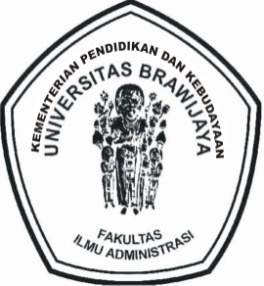 KEMENTERIAN PENDIDIKAN DAN KEBUDAYAAN
UNIVERSITAS BRAWIJAYA
FAKULTAS
ILMU ADMINISTRASI